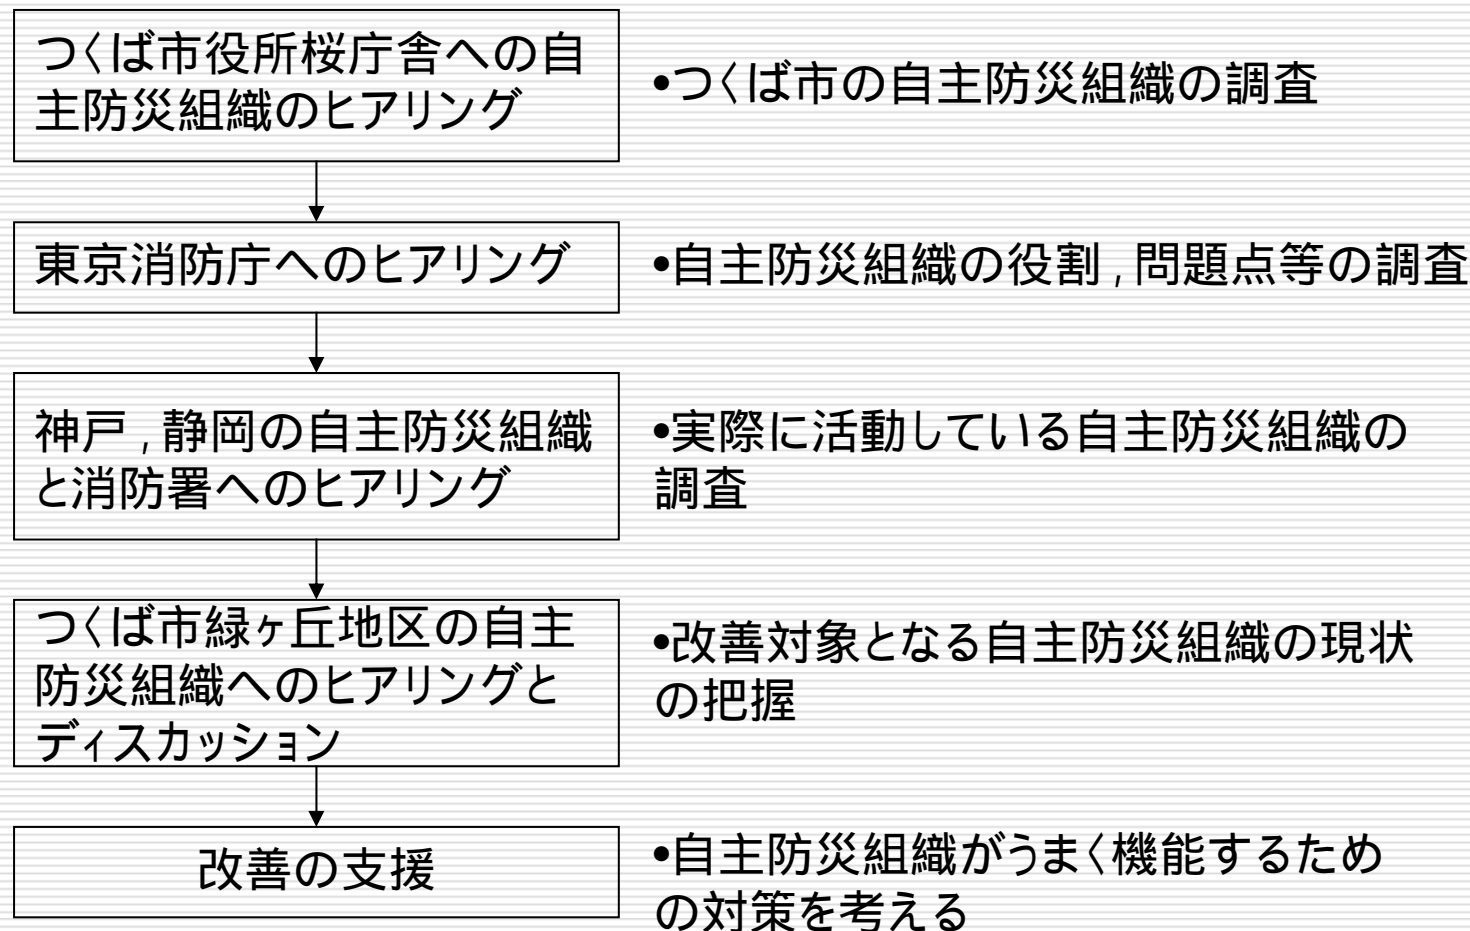 つくば市役所桜庁舎への自
主防災組織のヒアリング
•つくば市の自主防災組織の調査
東京消防庁へのヒアリング
•自主防災組織の役割,問題点等の調査
神戸,静岡の自主防災組織
と消防署へのヒアリング
•実際に活動している自主防災組織の
調査
つくば市緑ヶ丘地区の自主
防災組織へのヒアリングと
ディスカッション
•改善対象となる自主防災組織の現状
の把握
改善の支援
•自主防災組織がうまく機能するため
の対策を考える